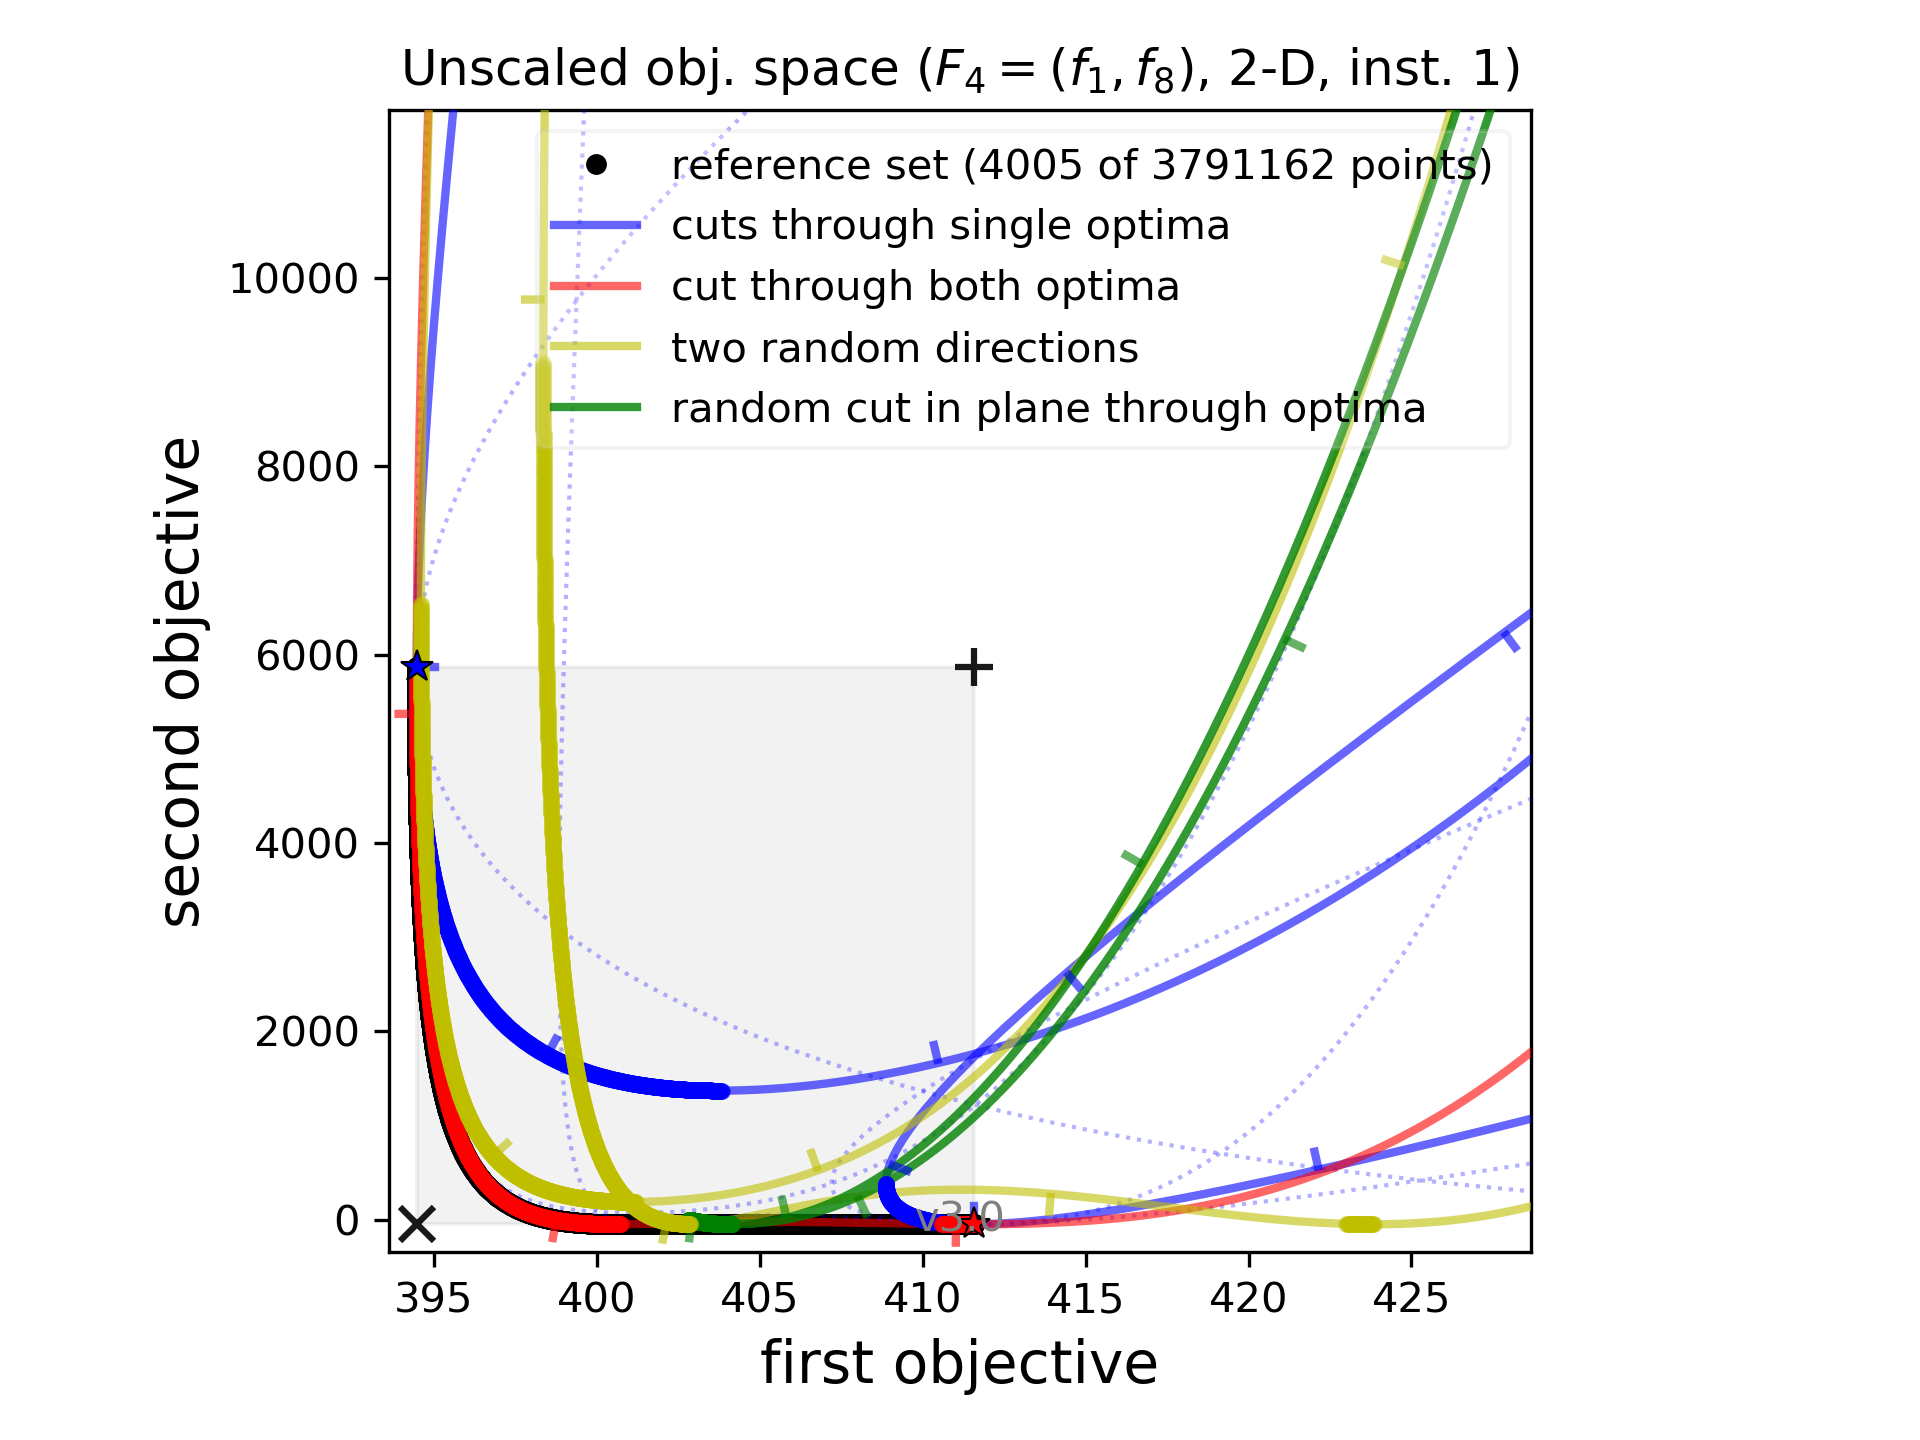 Unscaled obj. space (F₄ = (f₁, f₈), 2-D, inst. 1)
reference set (4005 of 3791162 points)
cuts through single optima
cut through both optima
two random directions
random cut in plane through optima
second objective
10000
8000
6000
4000
2000
0
v3.0
395 400 405 410 415 420 425
first objective